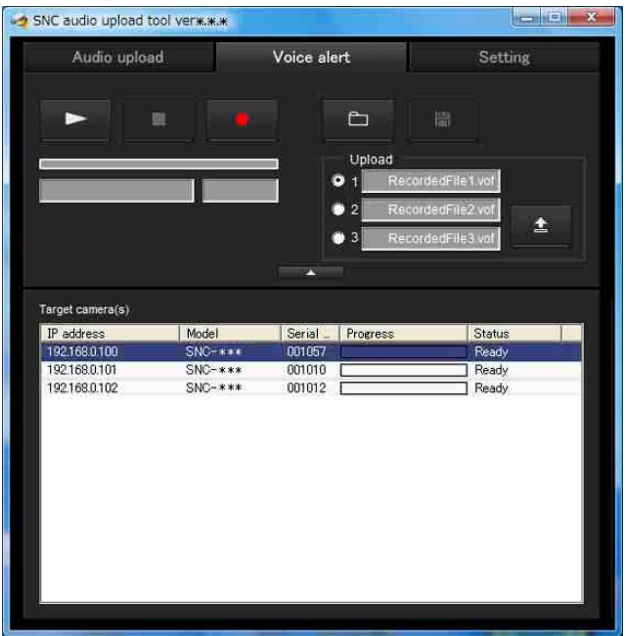 SNC audio upload tool ver*.*.*
Audio upload Voice alert Setting
Upload
1 RecordedFile1.vof
2 RecordedFile2.vof
3 RecordedFile3.vof
Target camera(s)
IP address Model Serial ... Progress Status
192.168.0.100 SNC-*** 001057 Ready
192.168.0.101 SNC-*** 001010 Ready
192.168.0.102 SNC-*** 001012 Ready